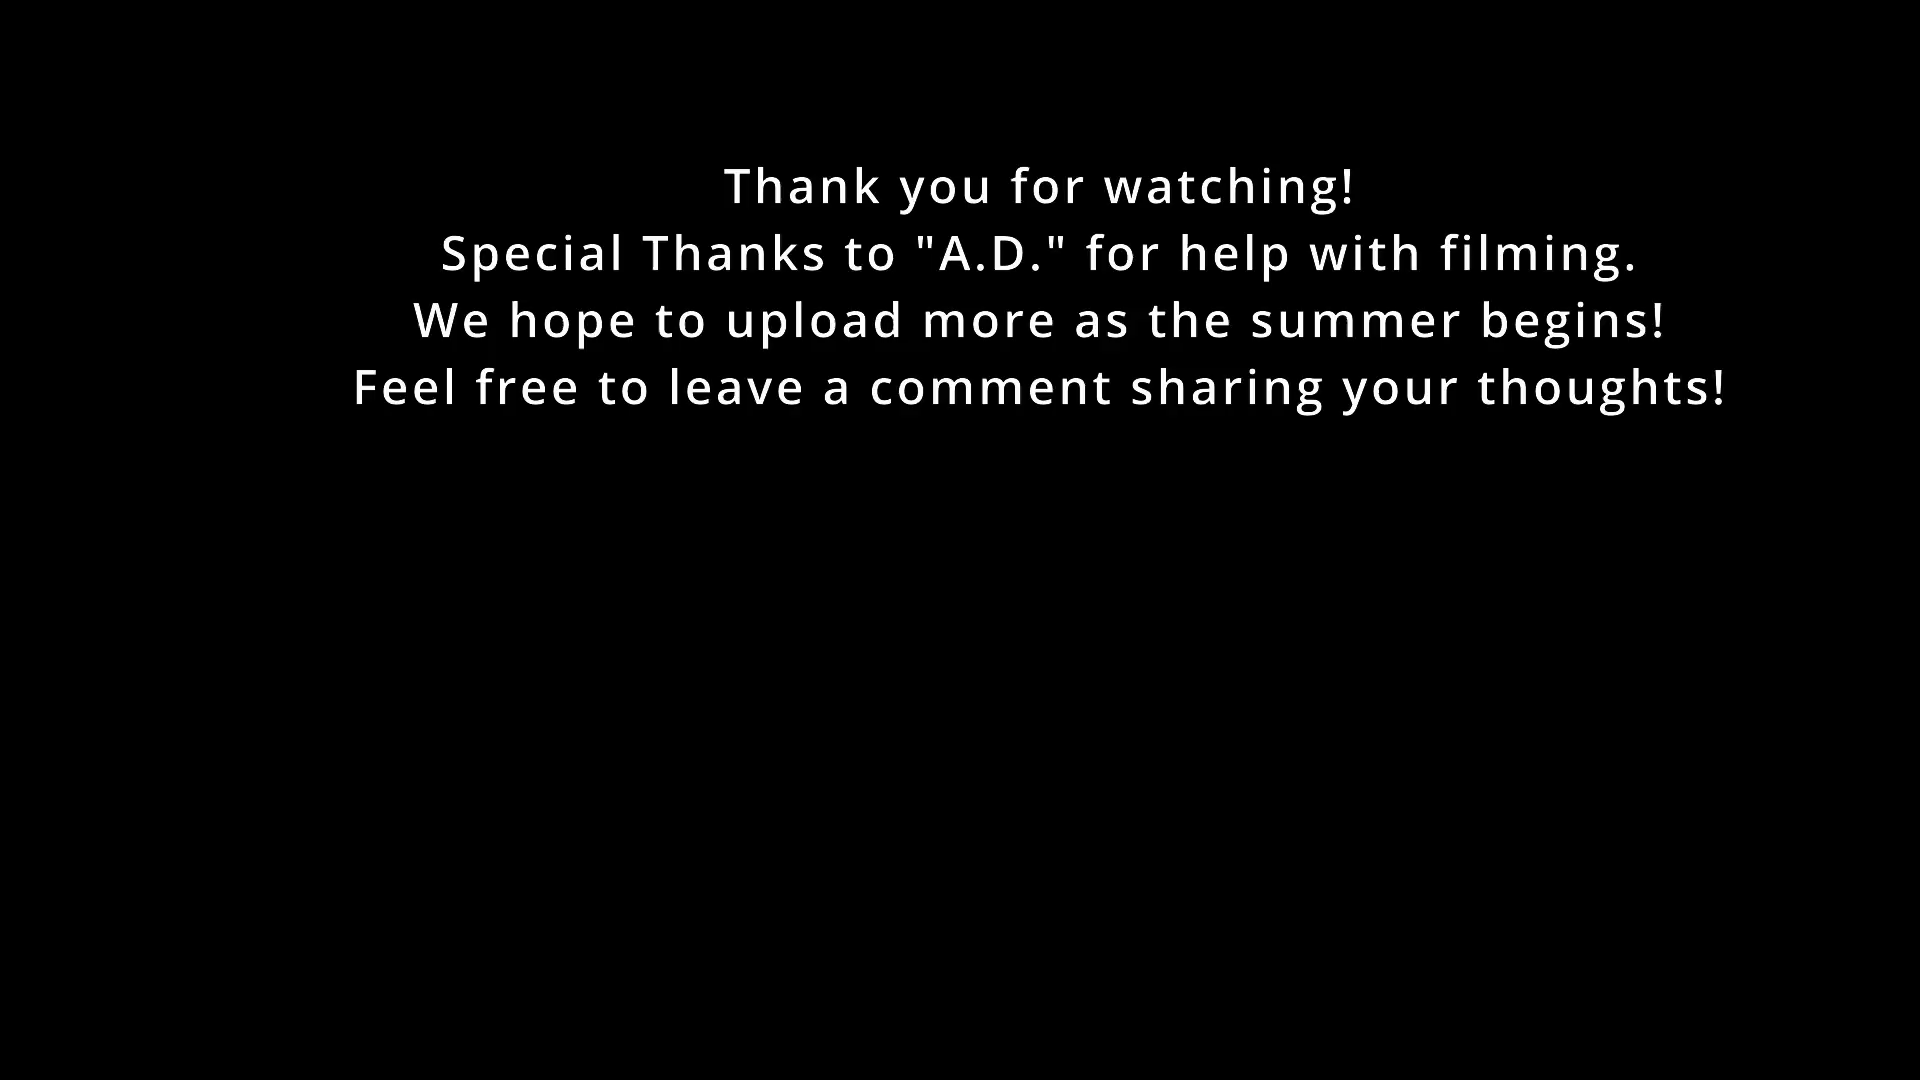 Thank you for watching!
Special Thanks to "A.D." for help with filming.
We hope to upload more as the summer begins!
Feel free to leave a comment sharing your thoughts!